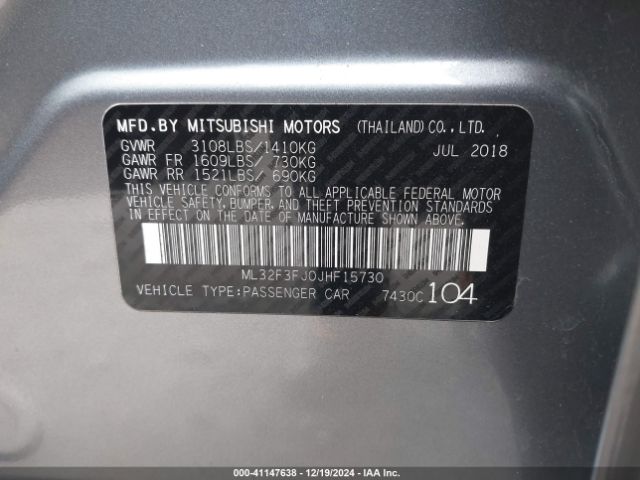 MFD.BY MITSUBISHI MOTORS (THAILAND) CO., LTD.
GVWR 3108LBS/1410KG JUL 2018
GAWR FR 1609LBS/ 730KG
GAWR RR 1521LBS/ 690KG
THIS VEHICLE CONFORMS TO ALL APPLICABLE FEDERAL MOTOR
VEHICLE SAFETY, BUMPER, AND THEFT PREVENTION STANDARDS
IN EFFECT ON THE DATE OF MANUFACTURE SHOWN ABOVE.
ML32F3FJ0JHF15730
VEHICLE TYPE:PASSENGER CAR 7430C 104
000-41147638 - 12/19/2024 - IAA